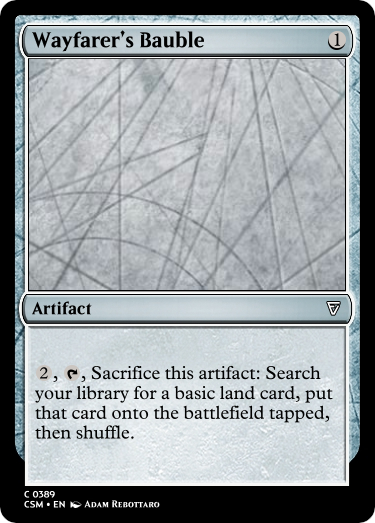 Wayfarer's Bauble 1
Artifact
2, , Sacrifice this artifact: Search
your library for a basic land card, put
that card onto the battlefield tapped,
then shuffle.
C 0389
CSM • EN Adam Rebottaro